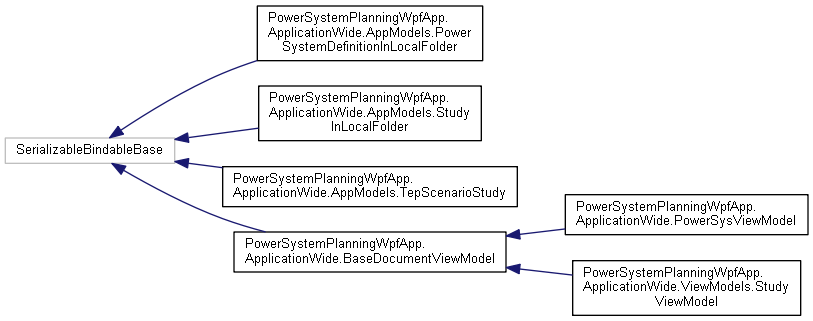 PowerSystemPlanningWpfApp.
ApplicationWide.AppModels.Power
SystemDefinitionInLocalFolder
PowerSystemPlanningWpfApp.
ApplicationWide.AppModels.Study
InLocalFolder
SerializableBindableBase
PowerSystemPlanningWpfApp.
ApplicationWide.AppModels.TepScenarioStudy
PowerSystemPlanningWpfApp.
ApplicationWide.BaseDocumentViewModel
PowerSystemPlanningWpfApp.
ApplicationWide.PowerSysViewModel
PowerSystemPlanningWpfApp.
ApplicationWide.ViewModels.Study
ViewModel